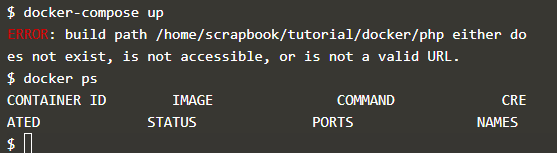 $ docker-compose up
ERROR: build path /home/scrapbook/tutorial/docker/php either do
es not exist, is not accessible, or is not a valid URL.
$ docker ps
CONTAINER ID        IMAGE               COMMAND             CRE
ATED             STATUS              PORTS               NAMES
$